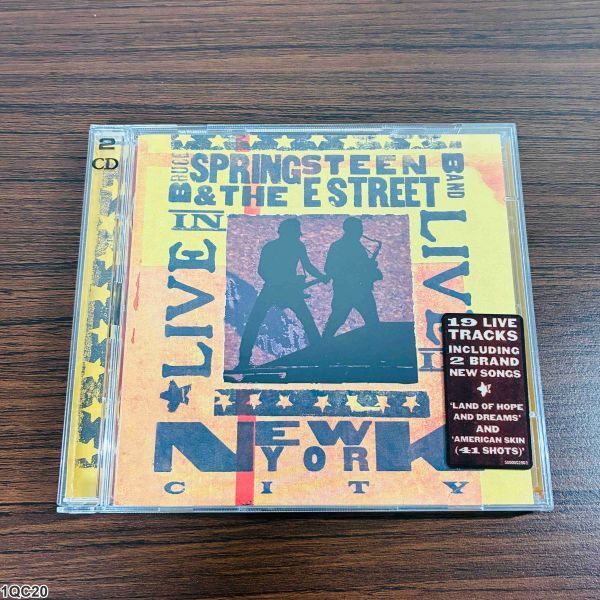 2
CD
BRUCE
SPRINGSTEEN
& THE E STREET
BAND
LIVE
IN
NEW
YORK
CITY
LIVE
19 LIVE
TRACKS
INCLUDING
2 BRAND
NEW SONGS
'LAND OF HOPE
AND DREAMS'
AND
'AMERICAN SKIN
(41 SHOTS)'
1QC20